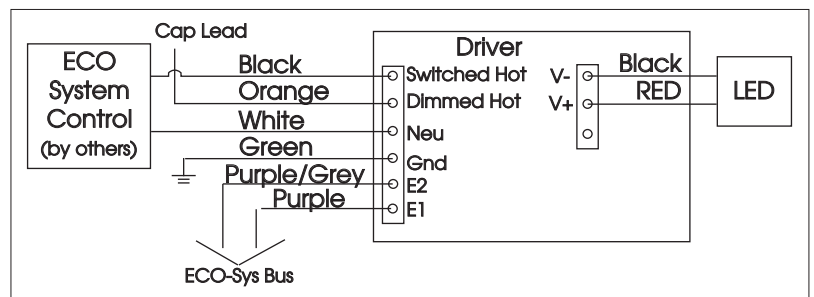 Cap Lead
ECO
System
Control
(by others)
Black
Orange
White
Green
Purple/Grey
Purple
ECO-Sys Bus
Driver
Switched Hot
Dimmed Hot
Neu
Gnd
E2
E1
V-
V+
Black
RED
LED